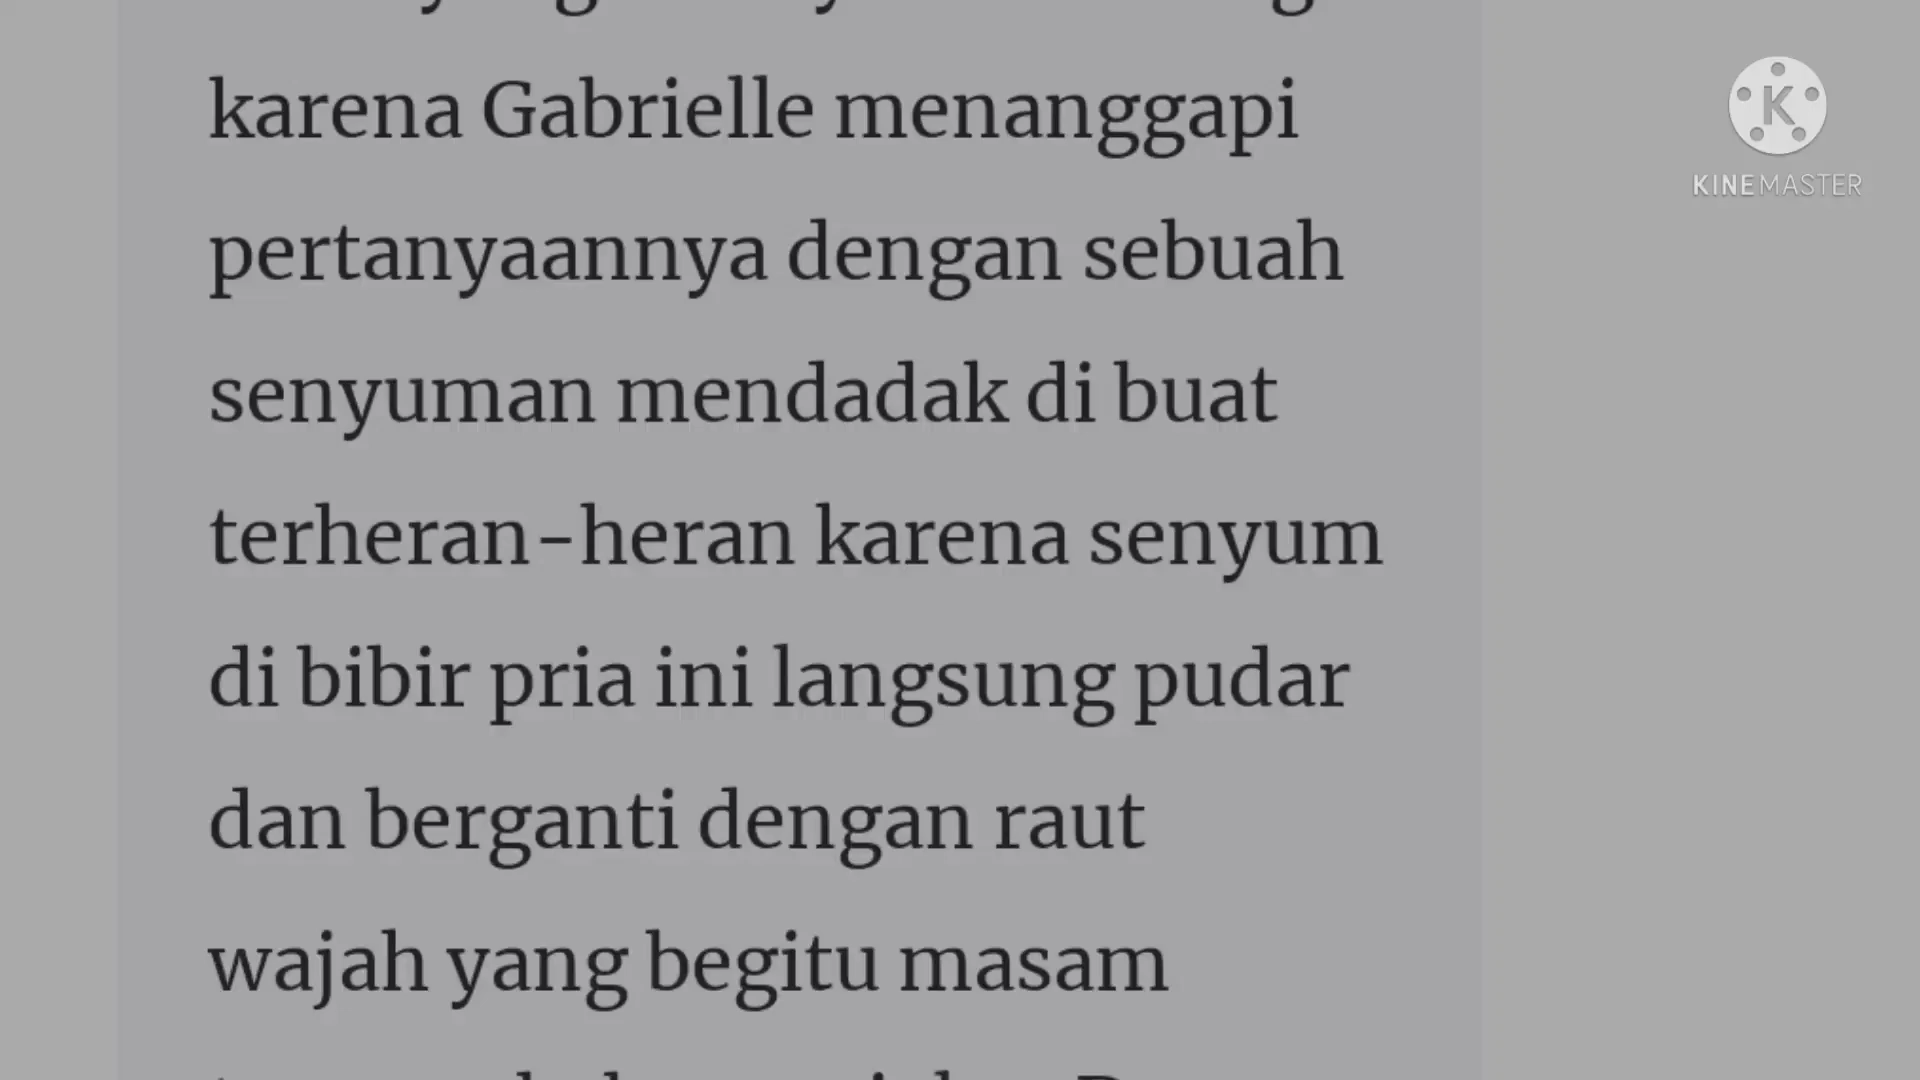 karena Gabrielle menanggapi
pertanyaannya dengan sebuah
senyuman mendadak di buat
terheran-heran karena senyum
di bibir pria ini langsung pudar
dan berganti dengan raut
wajah yang begitu masam
K
KINEMASTER